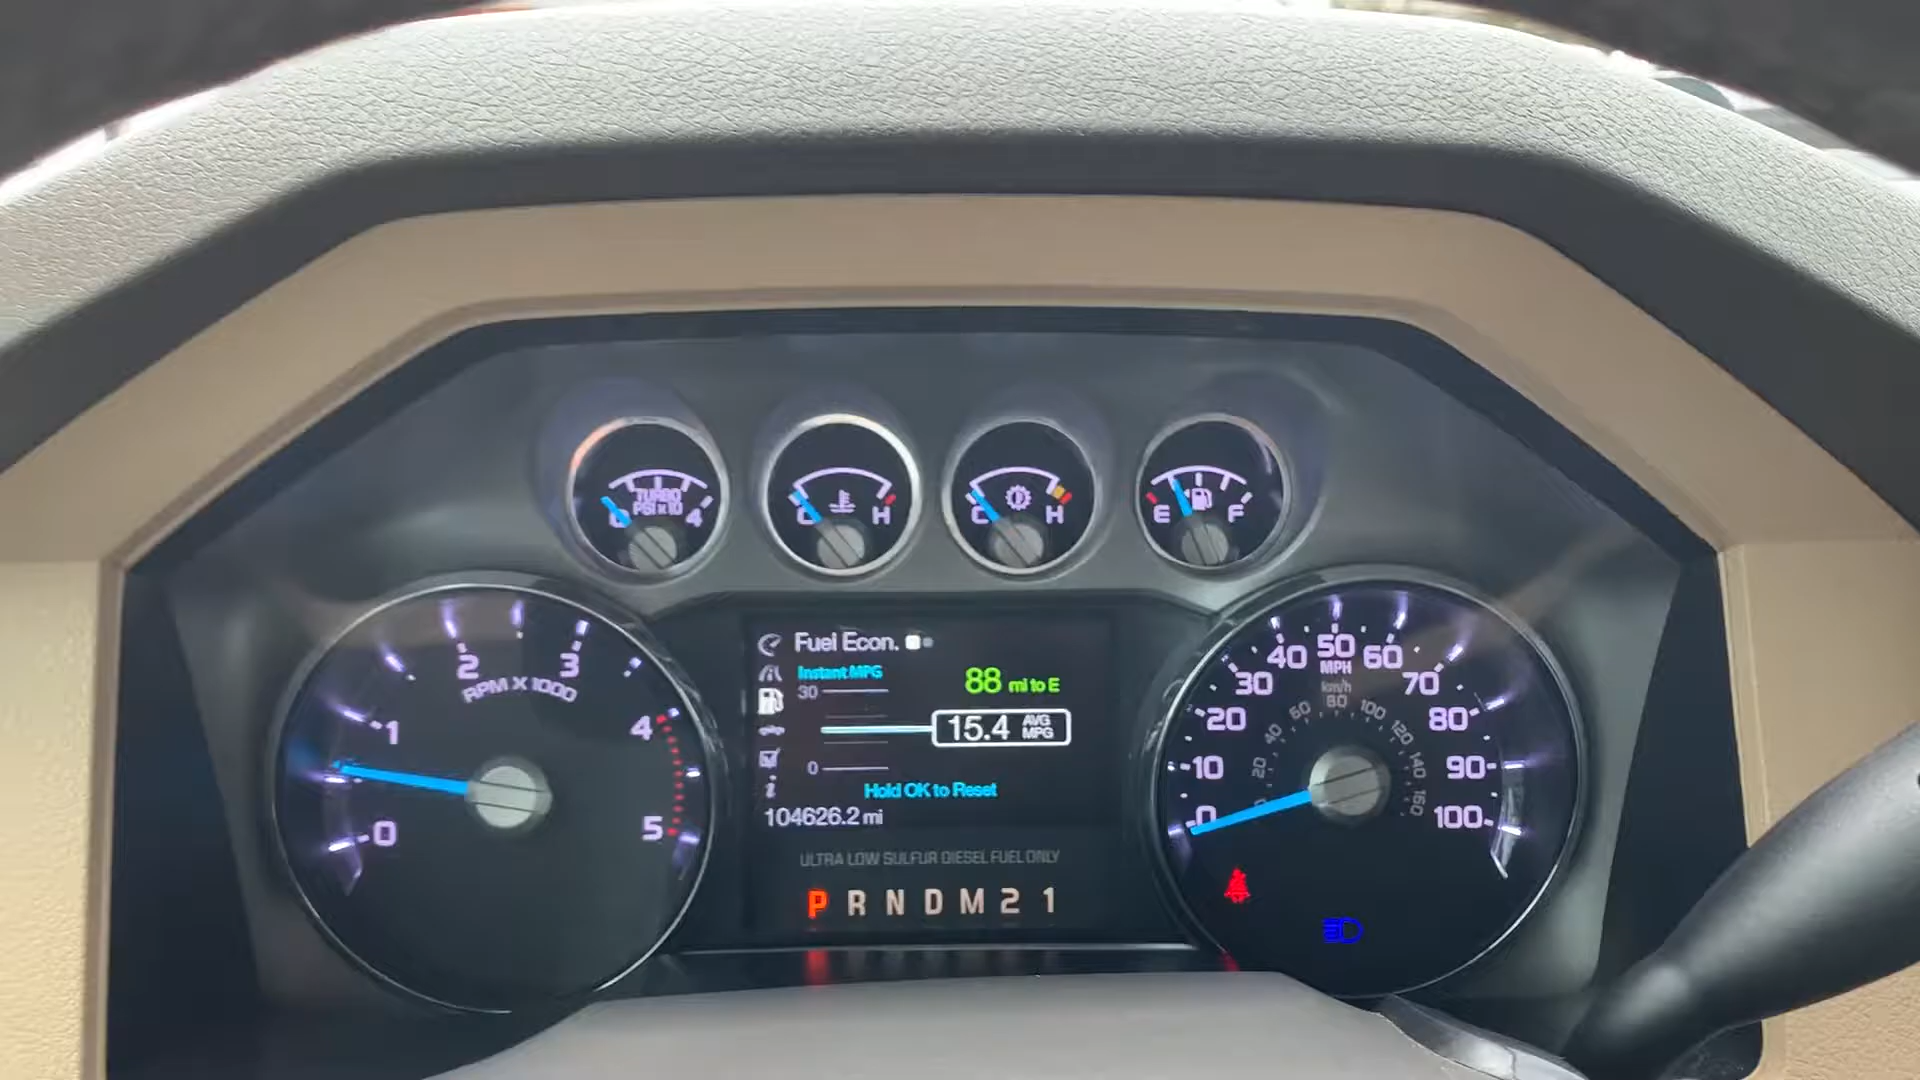 TURBO
PSI x 10
0 4
C H
C H
E F
0 1 2 3 4 5
RPM X 1000
Fuel Econ.
Instant MPG
30
88 mi to E
15.4 AVG MPG
0
Hold OK to Reset
104626.2 mi
ULTRA LOW SULFUR DIESEL FUEL ONLY
P R N D M 2 1
0 10 20 30 40 50 60 70 80 90 100
MPH
km/h
20 40 60 80 100 120 140 160